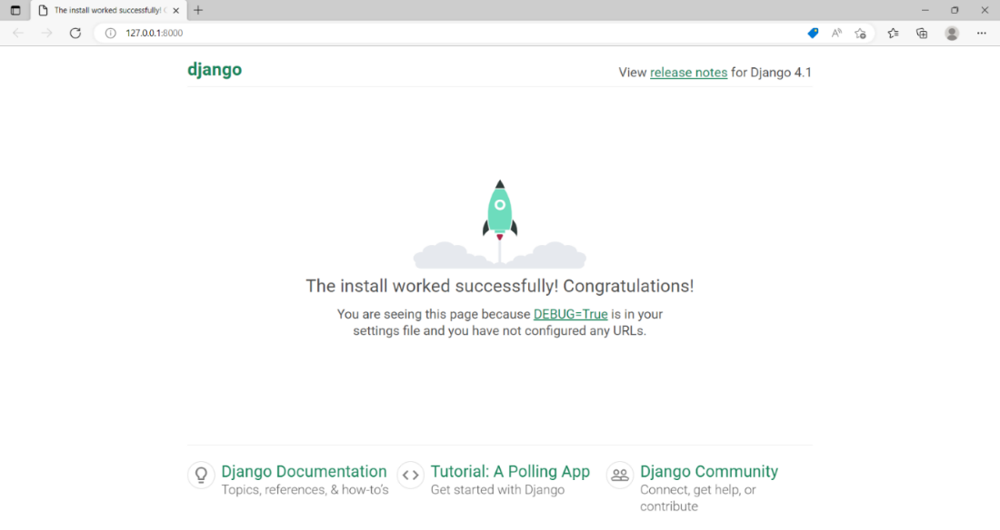 The install worked successfully! C
127.0.0.1:8000
django
View release notes for Django 4.1
The install worked successfully! Congratulations!
You are seeing this page because DEBUG=True is in your
settings file and you have not configured any URLs.
Django Documentation
Topics, references, & how-to's
Tutorial: A Polling App
Get started with Django
Django Community
Connect, get help, or
contribute